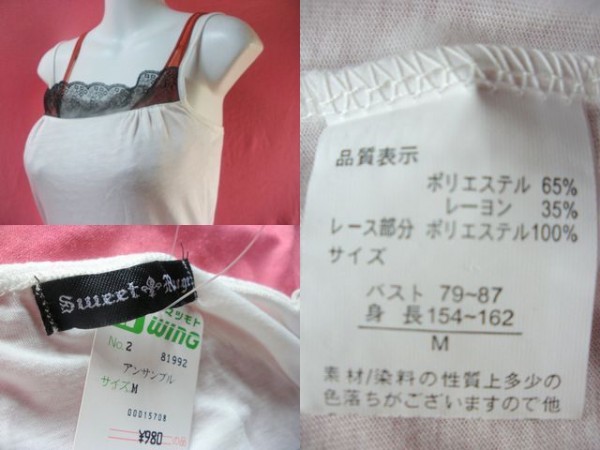 品質表示
ポリエステル 65%
レーヨン 35%
レース部分 ポリエステル100%
サイズ
バスト 79~87
身 長 154~162
M
素材/染料の性質上多少の
色落ちがございますので他
Sweet
マツモト
WinG
No. 2 81992
アンサンブル
サイズ M
00015708
¥980